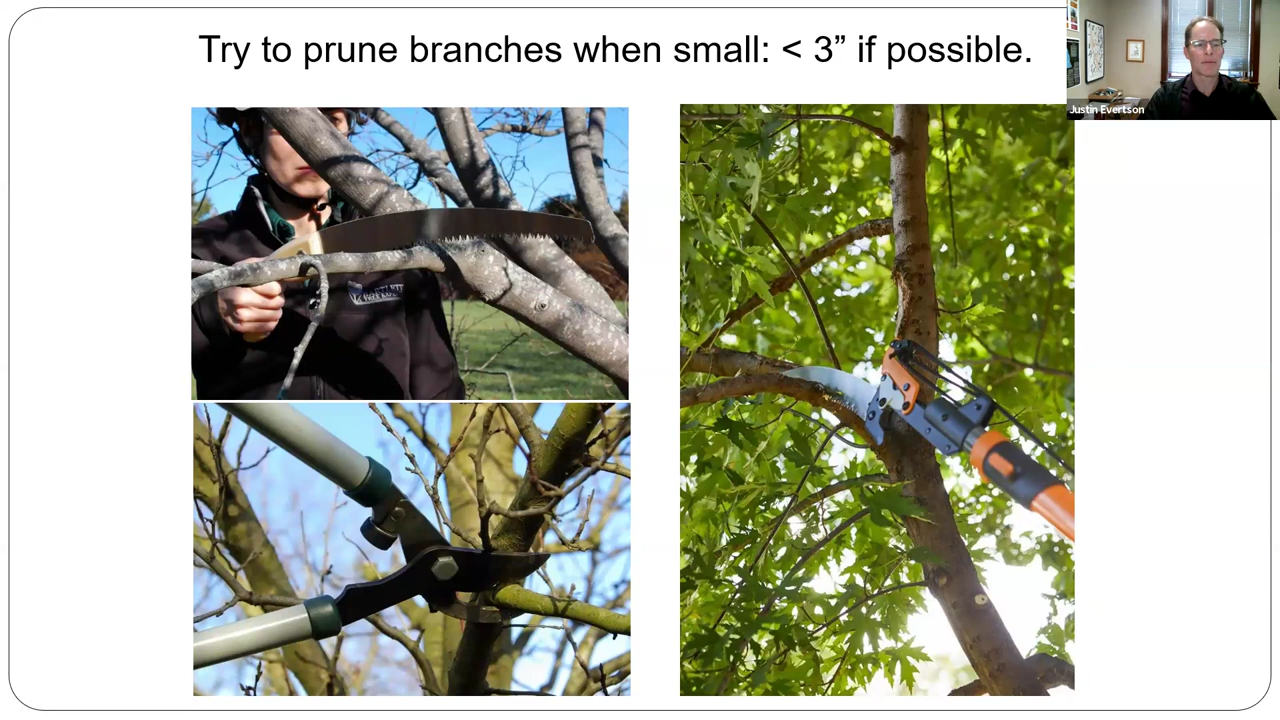 Try to prune branches when small: < 3” if possible.
Justin Evertson